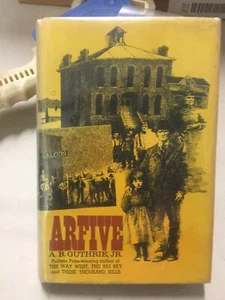 SALOON
ARFIVE
A. B. GUTHRIE, JR.
Pulitzer Prize-winning author of
THE WAY WEST, THE BIG SKY,
and THESE THOUSAND HILLS